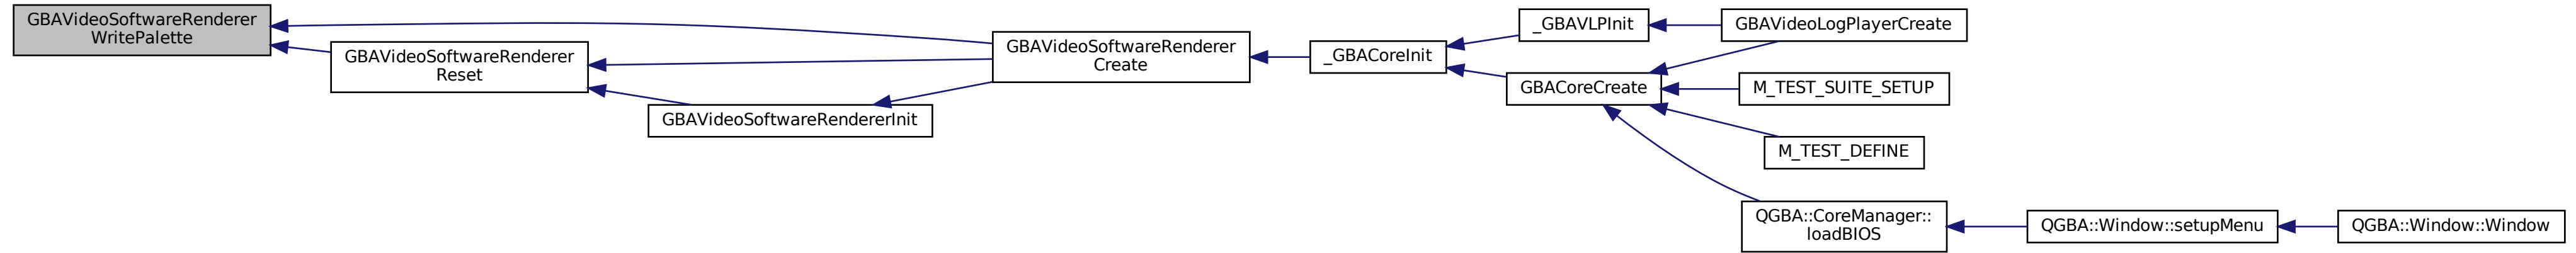 GBAVideoSoftwareRenderer
WritePalette
GBAVideoSoftwareRenderer
Reset
GBAVideoSoftwareRendererInit
GBAVideoSoftwareRenderer
Create
_GBACoreInit
_GBAVLPInit
GBACoreCreate
GBAVideoLogPlayerCreate
M_TEST_SUITE_SETUP
M_TEST_DEFINE
QGBA::CoreManager::
loadBIOS
QGBA::Window::setupMenu
QGBA::Window::Window